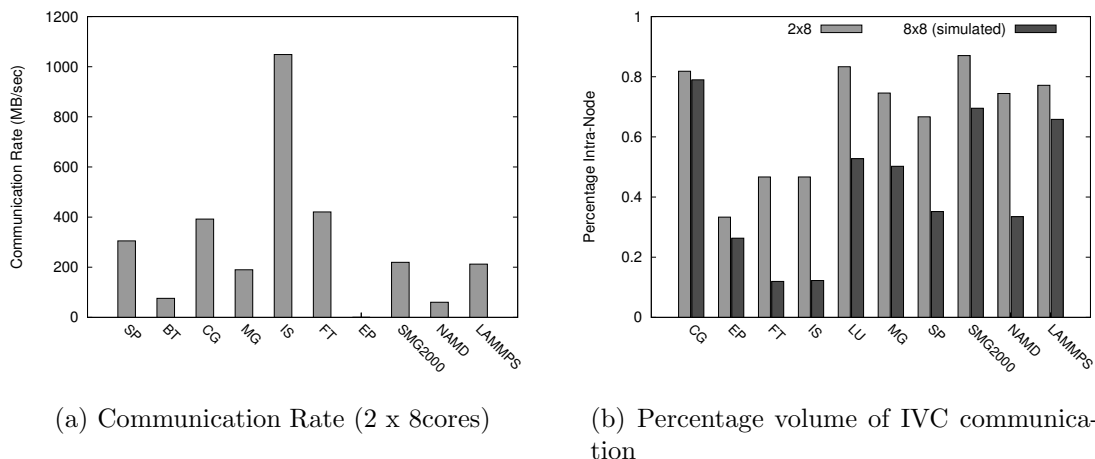 Communication Rate (MB/sec)
1200
1000
800
600
400
200
0
SP
BT
CG
MG
IS
FT
EP
SMG2000
NAMD
LAMMPS
(a) Communication Rate (2 x 8cores)
Percentage Intra-Node
1
0.8
0.6
0.4
0.2
0
2x8
8x8 (simulated)
CG
EP
FT
IS
LU
MG
SP
SMG2000
NAMD
LAMMPS
(b) Percentage volume of IVC communica-
tion